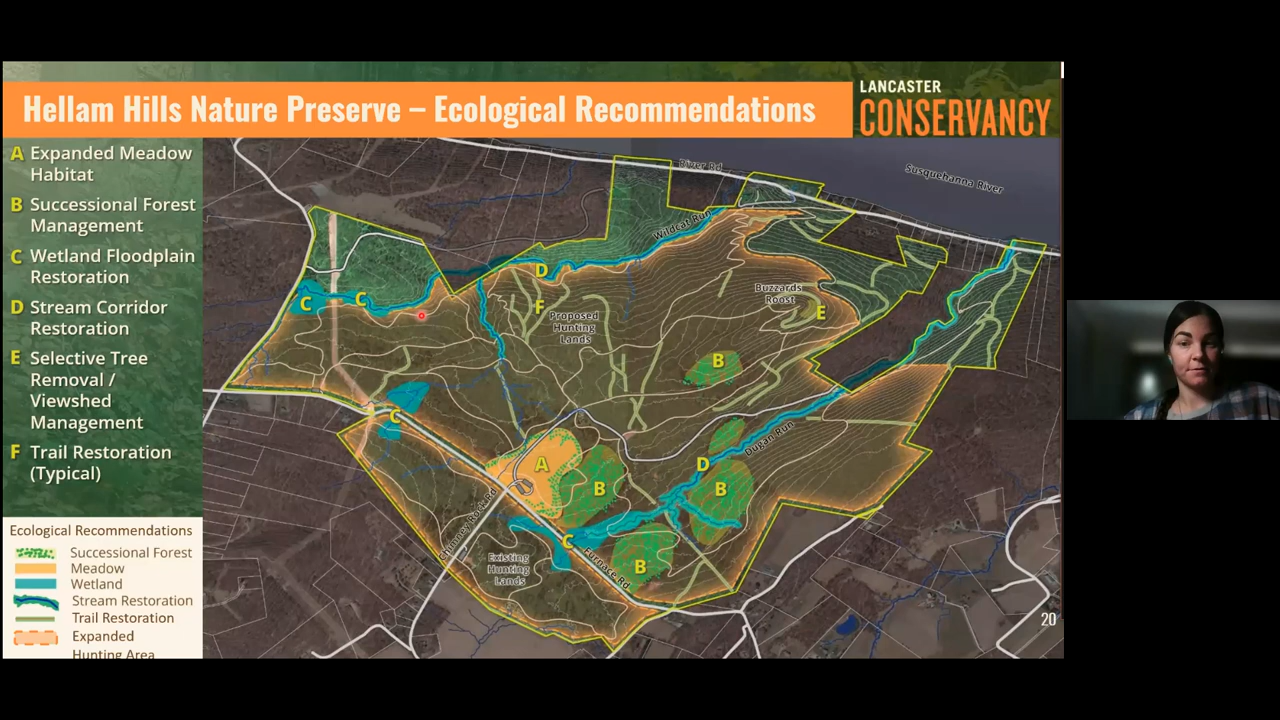 Hellam Hills Nature Preserve – Ecological Recommendations
LANCASTER
CONSERVANCY
A Expanded Meadow
Habitat
B Successional Forest
Management
C Wetland Floodplain
Restoration
D Stream Corridor
Restoration
E Selective Tree
Removal /
Viewshed
Management
F Trail Restoration
(Typical)
Ecological Recommendations
Successional Forest
Meadow
Wetland
Stream Restoration
Trail Restoration
Expanded
Hunting Area
River Rd
Susquehanna River
Wildcat Run
D
C
C
F
Proposed
Hunting
Lands
Buzzards
Roost
E
B
C
Dugan Run
A
D
B
B
Chimney Rock Rd
C
Furnace Rd
Existing
Hunting
Lands
B
20